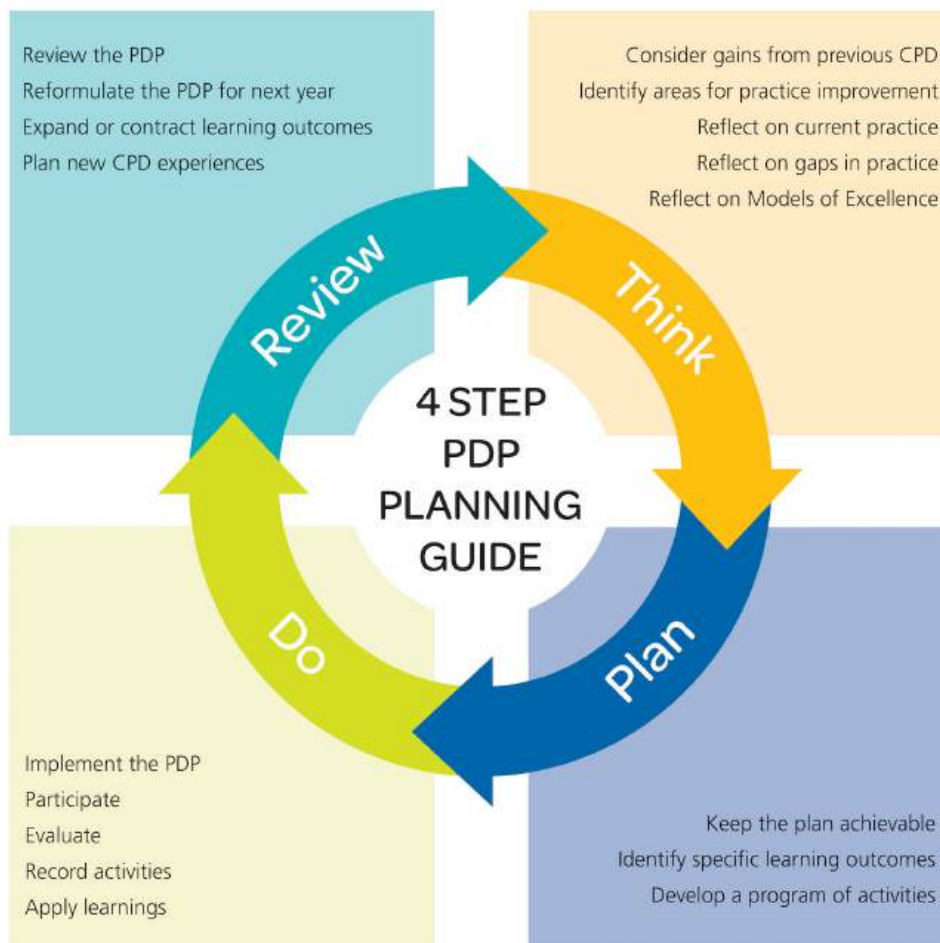 Review the PDP
Reformulate the PDP for next year
Expand or contract learning outcomes
Plan new CPD experiences
Consider gains from previous CPD
Identify areas for practice improvement
Reflect on current practice
Reflect on gaps in practice
Reflect on Models of Excellence
Review
Think
4 STEP
PDP
PLANNING
GUIDE
Do
Plan
Implement the PDP
Participate
Evaluate
Record activities
Apply learnings
Keep the plan achievable
Identify specific learning outcomes
Develop a program of activities